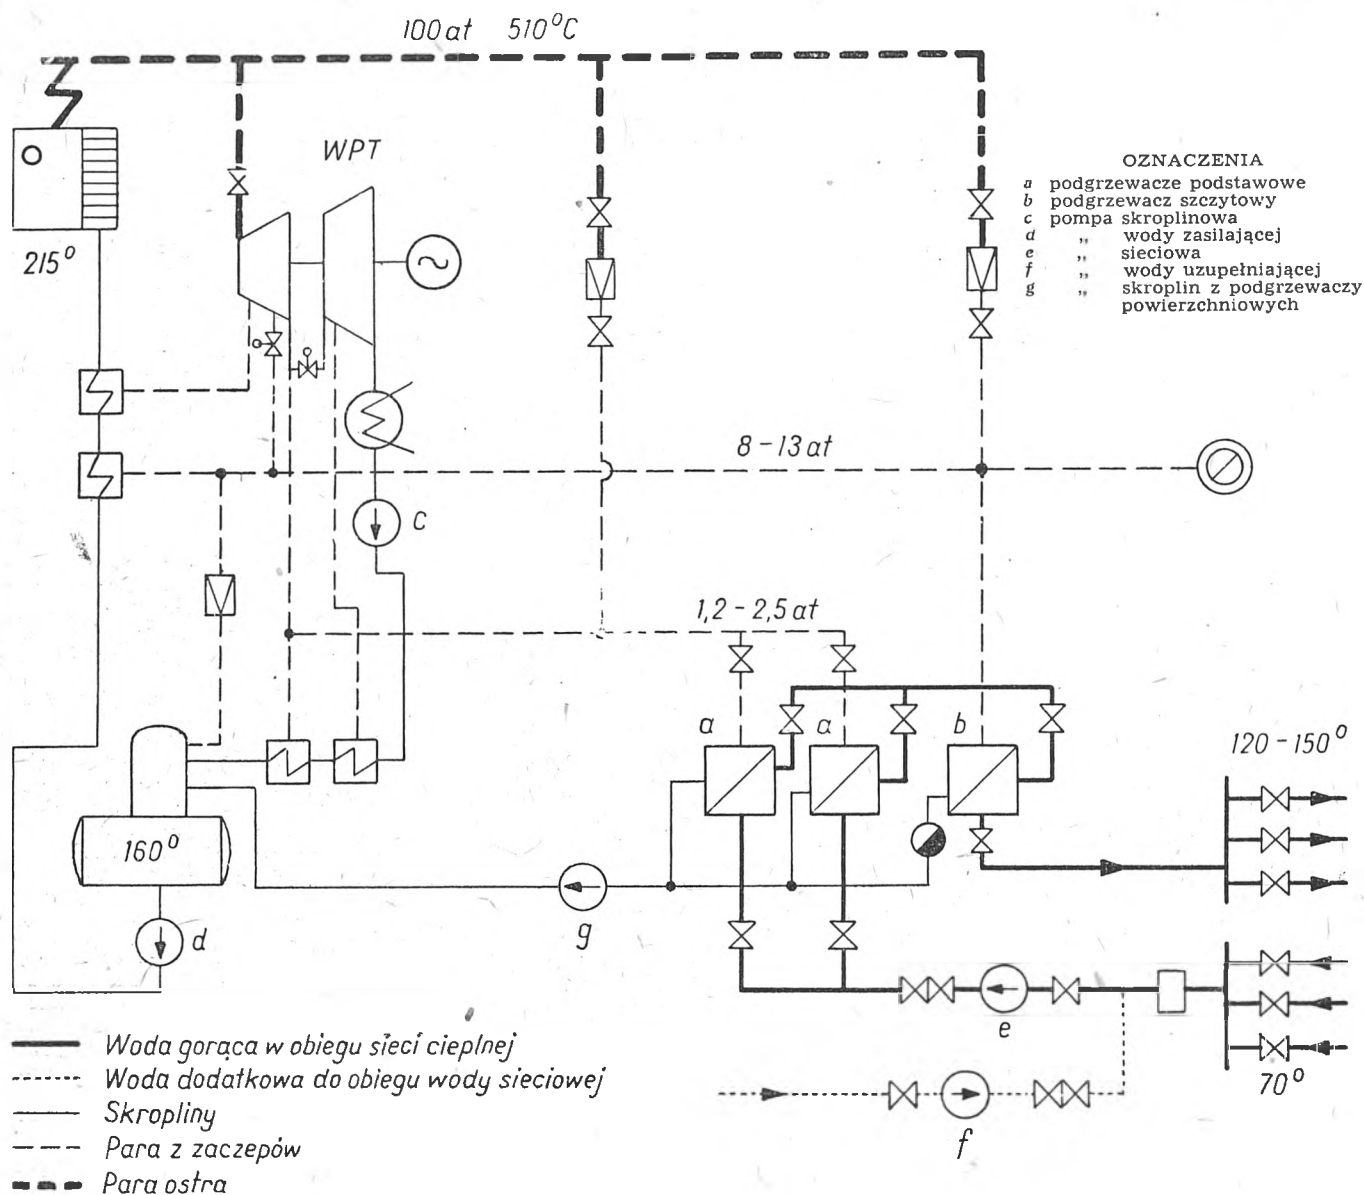 100 at 510°C
WPT
OZNACZENIA
a podgrzewacze podstawowe
b podgrzewacz szczytowy
c pompa skroplinowa
d „ wody zasilającej
e „ sieciowa
f „ wody uzupełniającej
g „ skroplin z podgrzewaczy
powierzchniowych
215°
8-13 at
c
1,2-2,5 at
a
a
b
120-150°
160°
d
g
e
70°
f
Woda gorąca w obiegu sieci cieplnej
Woda dodatkowa do obiegu wody sieciowej
Skropliny
Para z zaczepów
Para ostra